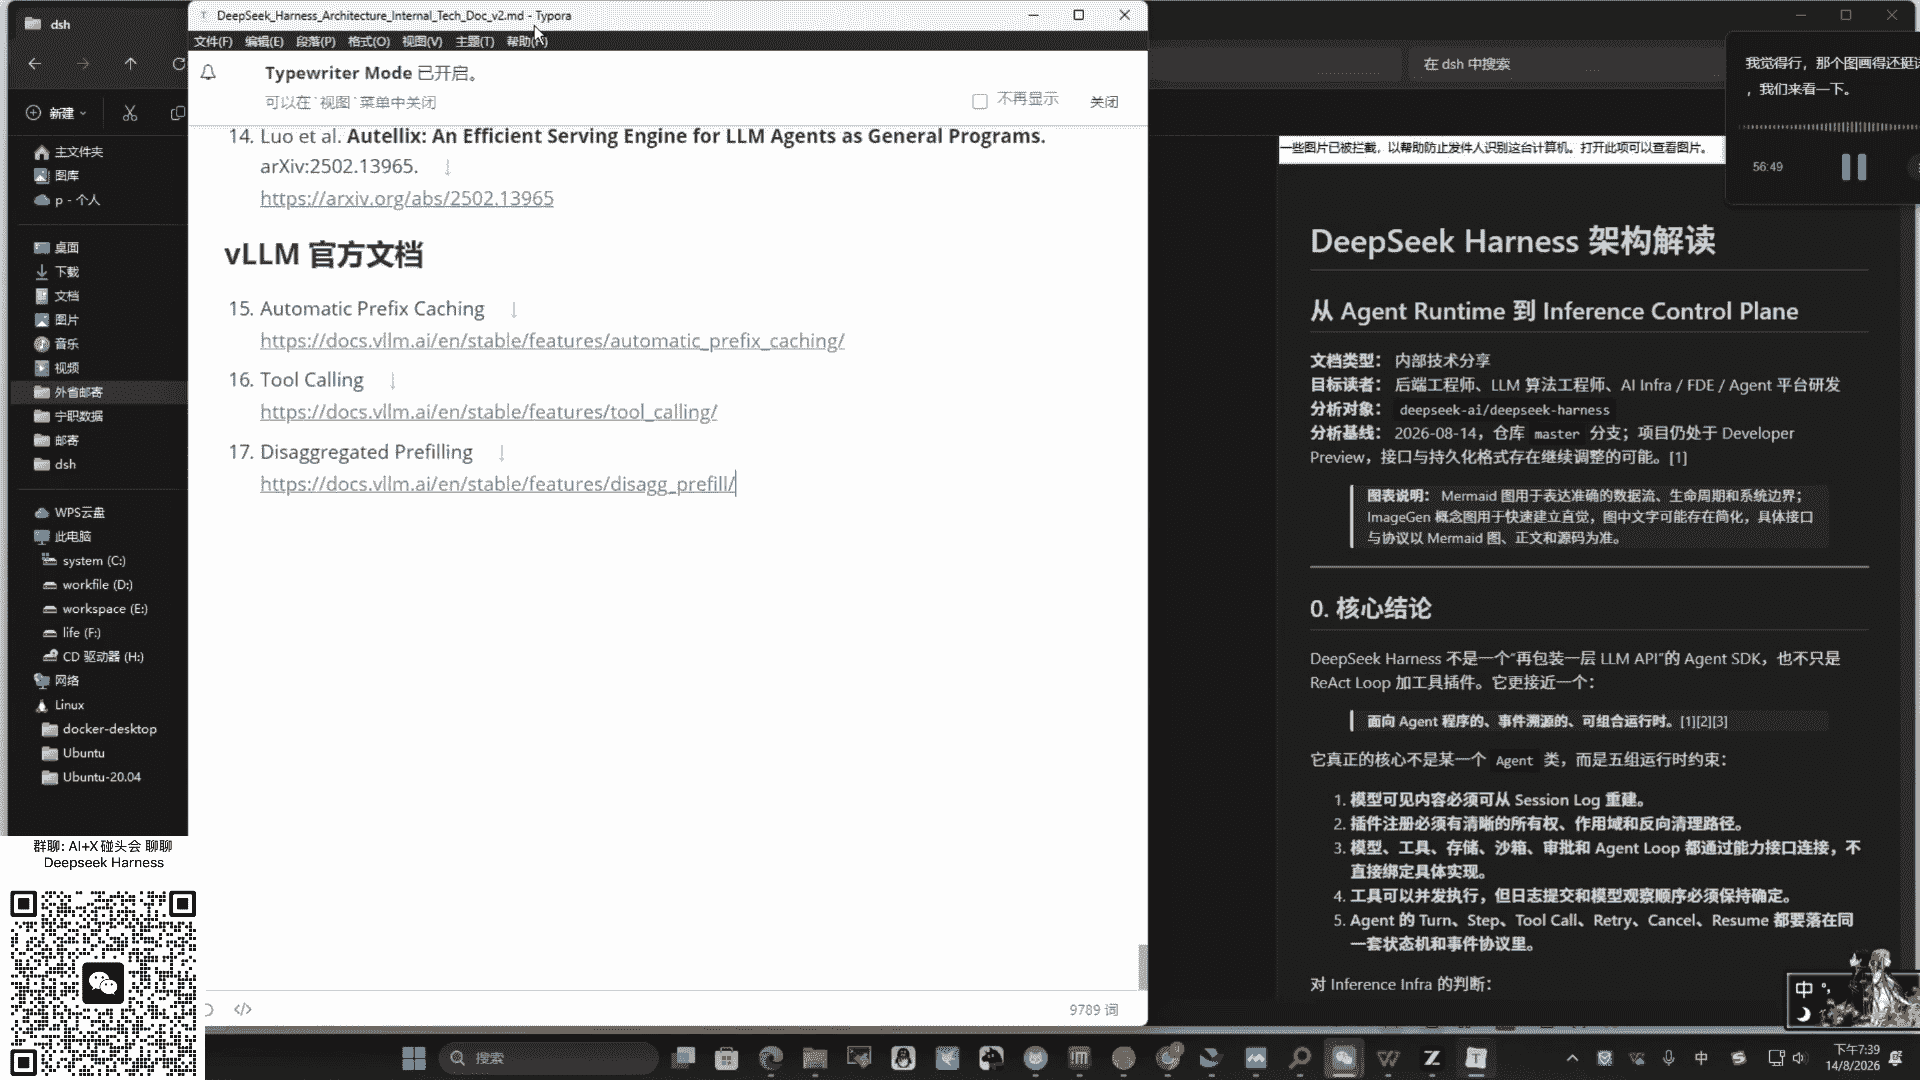 dsh
新建
主文件夹
图库
p - 个人
桌面
下载
文档
图片
音乐
视频
外省邮寄
宁职数据
邮寄
dsh
WPS云盘
此电脑
system (C:)
workfile (D:)
workspace (E:)
life (F:)
CD 驱动器 (H:)
网络
Linux
docker-desktop
Ubuntu
Ubuntu-20.04
群聊: AI+X 碰头会 聊聊
Deepseek Harness
DeepSeek_Harness_Architecture_Internal_Tech_Doc_v2.md - Typora
文件(F) 编辑(E) 段落(P) 格式(O) 视图(V) 主题(T) 帮助
Typewriter Mode 已开启。
可以在`视图`菜单中关闭
不再显示
关闭
14. Luo et al. Autellix: An Efficient Serving Engine for LLM Agents as General Programs.
arXiv:2502.13965. ↓
https://arxiv.org/abs/2502.13965
vLLM 官方文档
15. Automatic Prefix Caching ↓
https://docs.vllm.ai/en/stable/features/automatic_prefix_caching/
16. Tool Calling ↓
https://docs.vllm.ai/en/stable/features/tool_calling/
17. Disaggregated Prefilling ↓
https://docs.vllm.ai/en/stable/features/disagg_prefill/
</>
9789 词
在 dsh 中搜索
我觉得行，那个图画得还挺
，我们来看一下。
56:49
一些图片已被拦截，以帮助防止发件人识别这台计算机。打开此项可以查看图片。
DeepSeek Harness 架构解读
从 Agent Runtime 到 Inference Control Plane
文档类型： 内部技术分享
目标读者： 后端工程师、LLM 算法工程师、AI Infra / FDE / Agent 平台研发
分析对象： deepseek-ai/deepseek-harness
分析基线： 2026-08-14，仓库 master 分支；项目仍处于 Developer
Preview，接口与持久化格式存在继续调整的可能。[1]
图表说明： Mermaid 图用于表达准确的数据流、生命周期和系统边界；
ImageGen 概念图用于快速建立直觉，图中文字可能存在简化，具体接口
与协议以 Mermaid 图、正文和源码为准。
0. 核心结论
DeepSeek Harness 不是一个“再包装一层 LLM API”的 Agent SDK，也不只是
ReAct Loop 加工具插件。它更接近一个：
面向 Agent 程序的、事件溯源的、可组合运行时。[1][2][3]
它真正的核心不是某一个 Agent 类，而是五组运行时约束：
1. 模型可见内容必须可从 Session Log 重建。
2. 插件注册必须有清晰的所有权、作用域和反向清理路径。
3. 模型、工具、存储、沙箱、审批和 Agent Loop 都通过能力接口连接，不
直接绑定具体实现。
4. 工具可以并发执行，但日志提交和模型观察顺序必须保持确定。
5. Agent 的 Turn、Step、Tool Call、Retry、Cancel、Resume 都要落在同
一套状态机和事件协议里。
对 Inference Infra 的判断：
中
搜索
中
下午7:39
14/8/2026